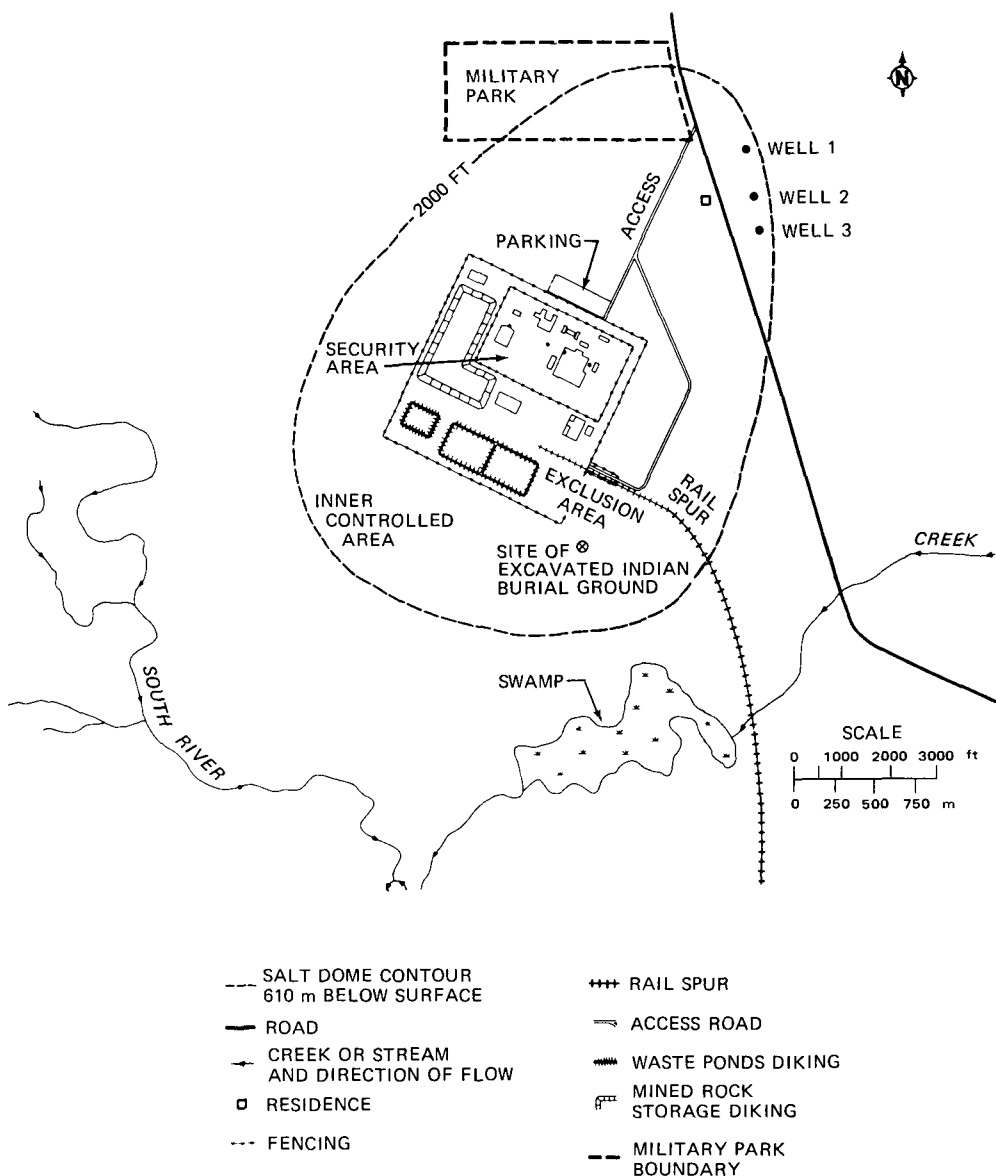 MILITARY
PARK
N
2000 FT
ACCESS
WELL 1
WELL 2
WELL 3
PARKING
SECURITY
AREA
INNER
CONTROLLED
AREA
EXCLUSION
AREA
RAIL
SPUR
SITE OF
EXCAVATED INDIAN
BURIAL GROUND
CREEK
SOUTH RIVER
SWAMP
SCALE
0 1000 2000 3000 ft
0 250 500 750 m
SALT DOME CONTOUR
610 m BELOW SURFACE
ROAD
CREEK OR STREAM
AND DIRECTION OF FLOW
RESIDENCE
FENCING
RAIL SPUR
ACCESS ROAD
WASTE PONDS DIKING
MINED ROCK
STORAGE DIKING
MILITARY PARK
BOUNDARY